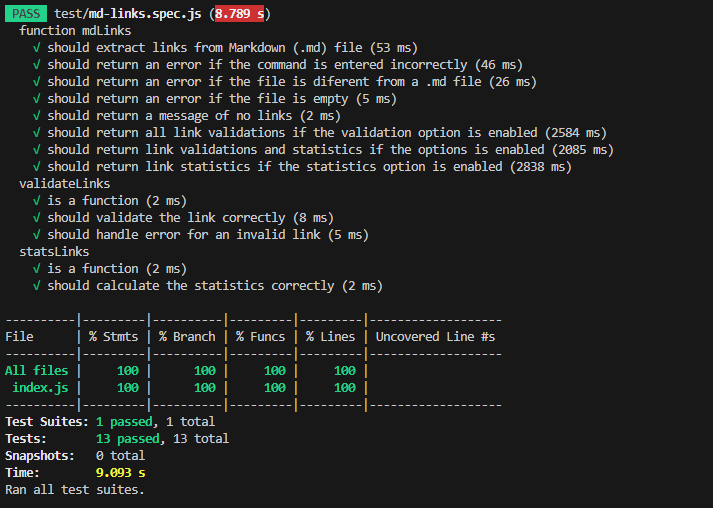 PASS test/md-links.spec.js (8.789 s)
  function mdLinks
    √ should extract links from Markdown (.md) file (53 ms)
    √ should return an error if the command is entered incorrectly (46 ms)
    √ should return an error if the file is diferent from a .md file (26 ms)
    √ should return an error if the file is empty (5 ms)
    √ should return a message of no links (2 ms)
    √ should return all link validations if the validation option is enabled (2584 ms)
    √ should return link validations and statistics if the options is enabled (2085 ms)
    √ should return link statistics if the statistics option is enabled (2838 ms)
  validateLinks
    √ is a function (2 ms)
    √ should validate the link correctly (8 ms)
    √ should handle error for an invalid link (5 ms)
  statsLinks
    √ is a function (2 ms)
    √ should calculate the statistics correctly (2 ms)
----------|---------|----------|---------|---------|-------------------
File      | % Stmts | % Branch | % Funcs | % Lines | Uncovered Line #s
----------|---------|----------|---------|---------|-------------------
All files |     100 |      100 |     100 |     100 |
 index.js |     100 |      100 |     100 |     100 |
----------|---------|----------|---------|---------|-------------------
Test Suites: 1 passed, 1 total
Tests:       13 passed, 13 total
Snapshots:   0 total
Time:        9.093 s
Ran all test suites.